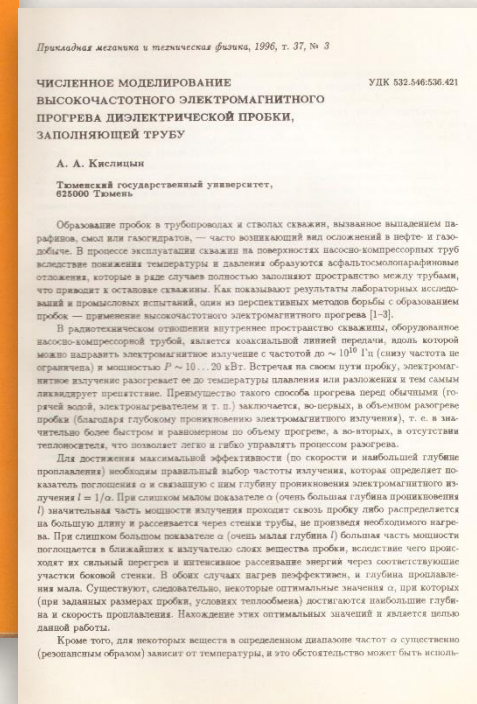 Прикладная механика и техническая физика, 1996, т. 37, № 3
ЧИСЛЕННОЕ МОДЕЛИРОВАНИЕ УДК 532.546:536.421
ВЫСОКОЧАСТОТНОГО ЭЛЕКТРОМАГНИТНОГО
ПРОГРЕВА ДИЭЛЕКТРИЧЕСКОЙ ПРОБКИ,
ЗАПОЛНЯЮЩЕЙ ТРУБУ
А. А. Кислицын
Тюменский государственный университет,
625000 Тюмень
Образование пробок в трубопроводах и стволах скважин, вызванное выпадением па-
рафинов, смол или газогидратов, — часто возникающий вид осложнений в нефте- и газо-
добыче. В процессе эксплуатации скважин на поверхностях насосно-компрессорных труб
вследствие понижения температуры и давления образуются асфальтосмолопарафиновые
отложения, которые в ряде случаев полностью заполняют пространство между трубами,
что приводит к остановке скважины. Как показывают результаты лабораторных исследо-
ваний и промысловых испытаний, один из перспективных методов борьбы с образованием
пробок — применение высокочастотного электромагнитного прогрева [1–3].
В радиотехническом отношении внутреннее пространство скважины, оборудованное
насосно-компрессорной трубой, является коаксиальной линией передачи, вдоль которой
можно направить электромагнитное излучение с частотой до ~ 10¹⁰ Гц (снизу частота не
ограничена) и мощностью P ~ 10...20 кВт. Встречая на своем пути пробку, электромаг-
нитное излучение разогревает ее до температуры плавления или разложения и тем самым
ликвидирует препятствие. Преимущество такого способа прогрева перед обычными (го-
рячей водой, электронагревателем и т. п.) заключается, во-первых, в объемном разогреве
пробки (благодаря глубокому проникновению электромагнитного излучения), т. е. в зна-
чительно более быстром и равномерном по объему прогреве, а во-вторых, в отсутствии
теплоносителя, что позволяет легко и гибко управлять процессом разогрева.
Для достижения максимальной эффективности (по скорости и наибольшей глубине
проплавления) необходим правильный выбор частоты излучения, которая определяет по-
казатель поглощения α и связанную с ним глубину проникновения электромагнитного из-
лучения l = 1/α. При слишком малом показателе α (очень большая глубина проникновения
l) значительная часть мощности излучения проходит сквозь пробку либо распределяется
на большую длину и рассеивается через стенки трубы, не произведя необходимого нагре-
ва. При слишком большом показателе α (очень малая глубина l) большая часть мощности
поглощается в ближайших к излучателю слоях вещества пробки, вследствие чего проис-
ходят их сильный перегрев и интенсивное рассеивание энергии через соответствующие
участки боковой стенки. В обоих случаях нагрев неэффективен, и глубина проплавле-
ния мала. Существуют, следовательно, некоторые оптимальные значения α, при которых
(при заданных размерах пробки, условиях теплообмена) достигаются наибольшие глуби-
на и скорость проплавления. Нахождение этих оптимальных значений и является целью
данной работы.
Кроме того, для некоторых веществ в определенном диапазоне частот α существенно
(резонансным образом) зависит от температуры, и это обстоятельство может быть исполь-